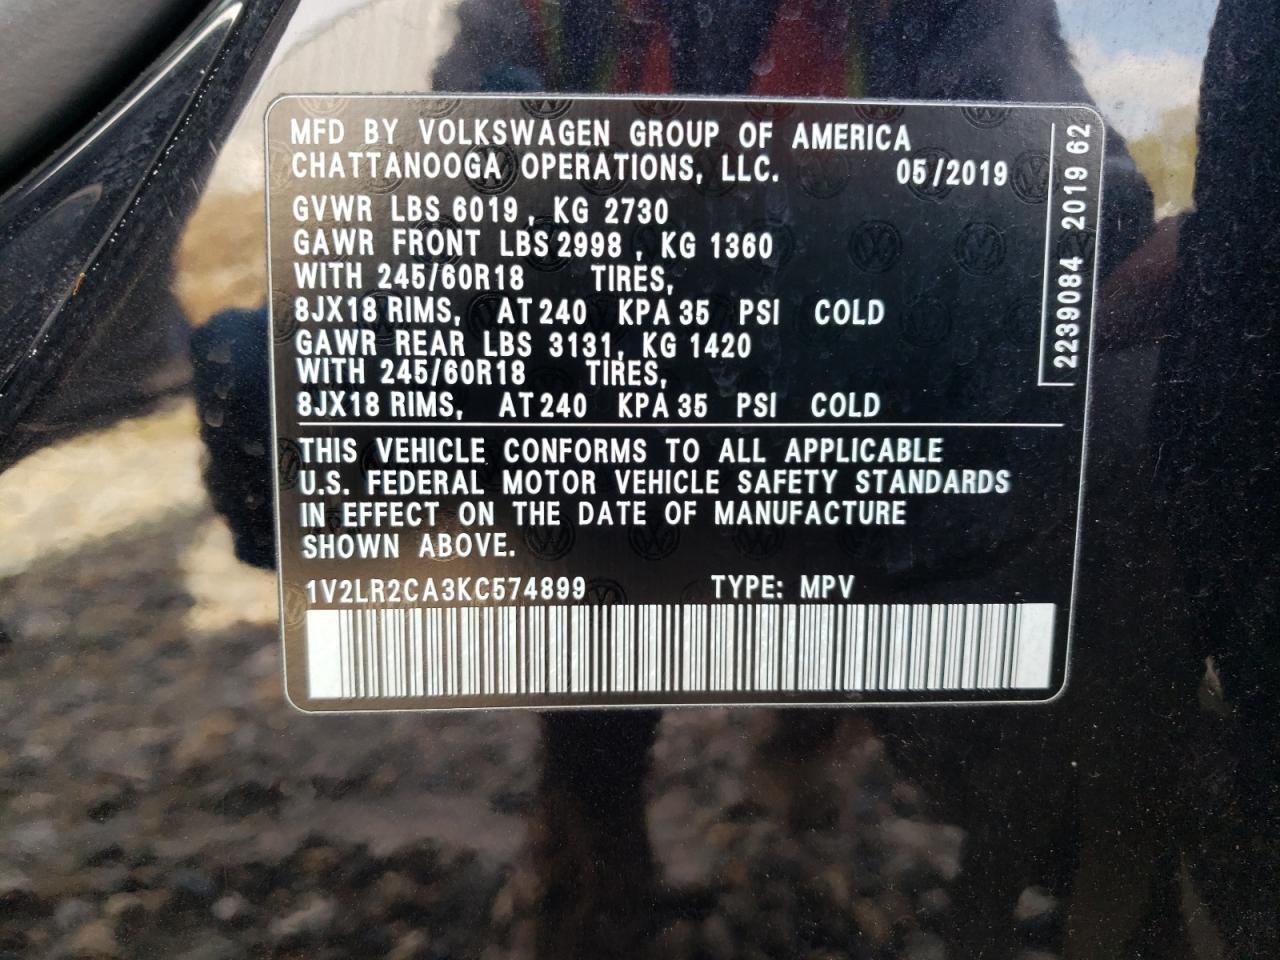 MFD BY VOLKSWAGEN GROUP OF AMERICA
CHATTANOOGA OPERATIONS, LLC. 05/2019
GVWR LBS 6019, KG 2730
GAWR FRONT LBS 2998, KG 1360
WITH 245/60R18 TIRES,
8JX18 RIMS, AT 240 KPA 35 PSI COLD
GAWR REAR LBS 3131, KG 1420
WITH 245/60R18 TIRES,
8JX18 RIMS, AT 240 KPA 35 PSI COLD
THIS VEHICLE CONFORMS TO ALL APPLICABLE
U.S. FEDERAL MOTOR VEHICLE SAFETY STANDARDS
IN EFFECT ON THE DATE OF MANUFACTURE
SHOWN ABOVE.
1V2LR2CA3KC574899 TYPE: MPV
2239084 2019 62